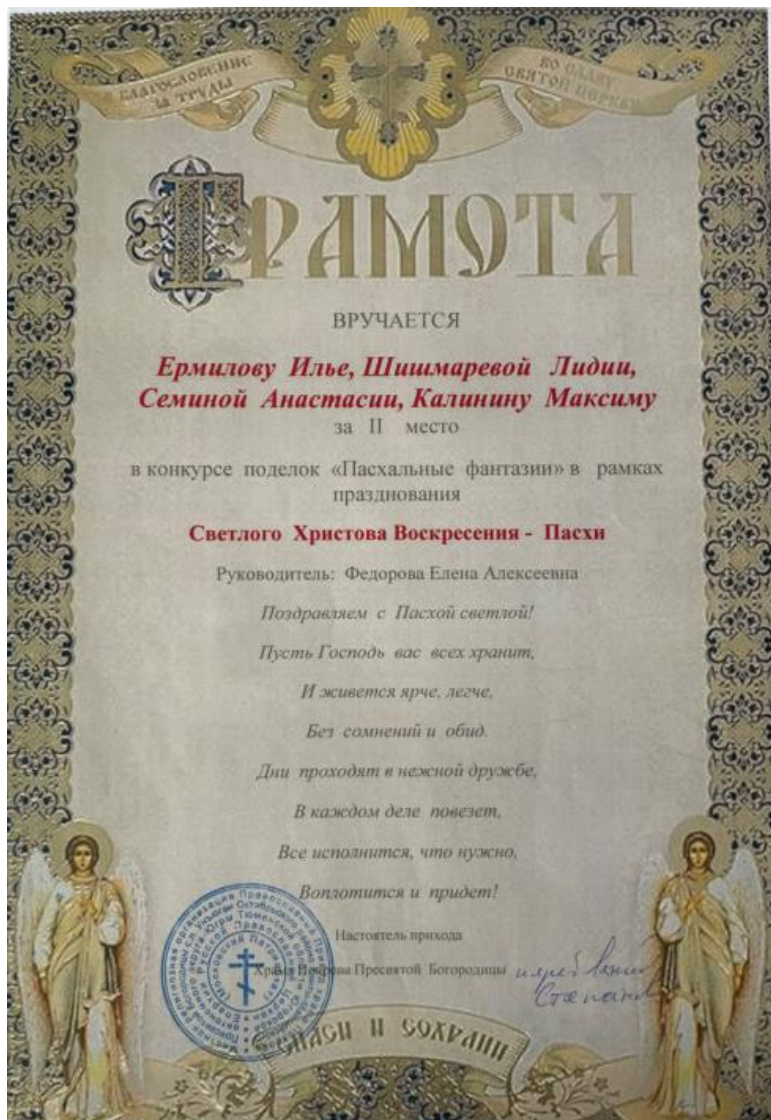 В БЛАГОСЛОВЕНИЕ
ЗА ТРУДЫ
ВО СЛАВУ
СВЯТОЙ ЦЕРКВИ
ГРАМОТА
ВРУЧАЕТСЯ
Ермилову Илье, Шишмаревой Лидии,
Семиной Анастасии, Калинину Максиму
за II место
в конкурсе поделок «Пасхальные фантазии» в рамках
празднования
Светлого Христова Воскресения - Пасхи
Руководитель: Федорова Елена Алексеевна
Поздравляем с Пасхой светлой!
Пусть Господь вас всех хранит,
И живется ярче, легче,
Без сомнений и обид.
Дни проходят в нежной дружбе,
В каждом деле повезет,
Все исполнится, что нужно,
Воплотится и придет!
Настоятель прихода
Храма Покрова Пресвятой Богородицы
СПАСИ И СОХРАНИ